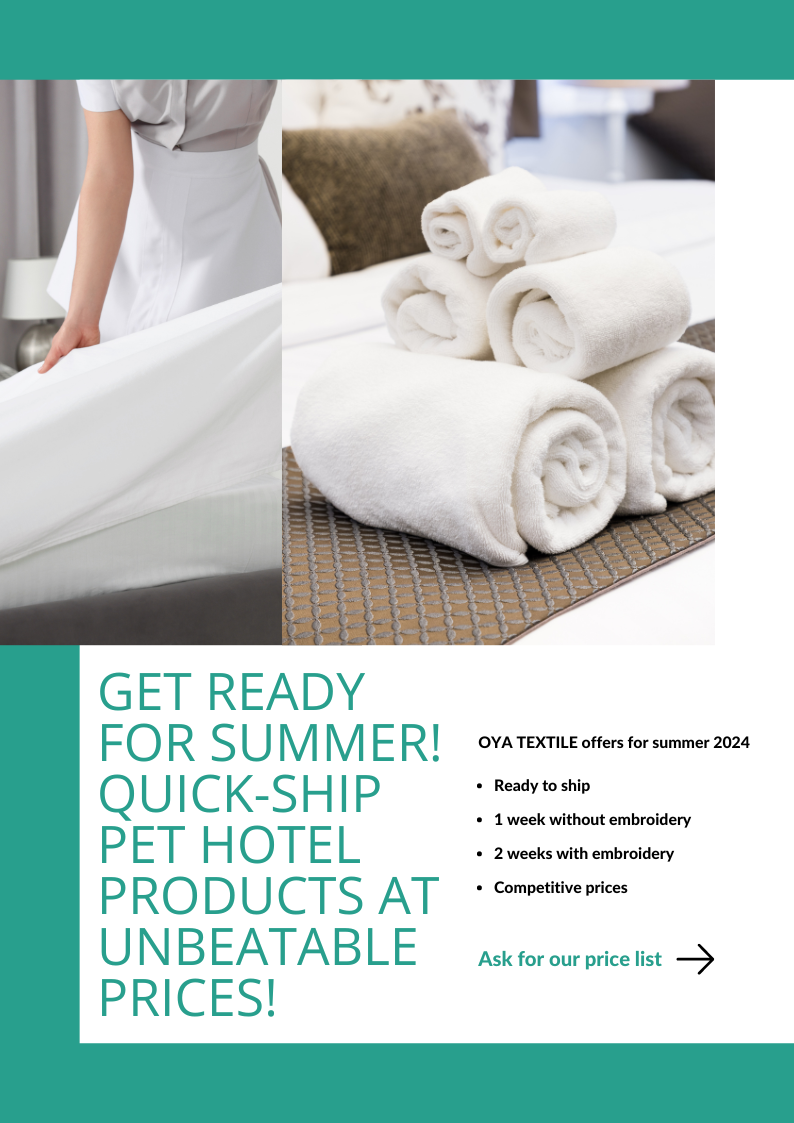 GET READY
FOR SUMMER!
QUICK-SHIP
PET HOTEL
PRODUCTS AT
UNBEATABLE
PRICES!
OYA TEXTILE offers for summer 2024
• Ready to ship
• 1 week without embroidery
• 2 weeks with embroidery
• Competitive prices
Ask for our price list